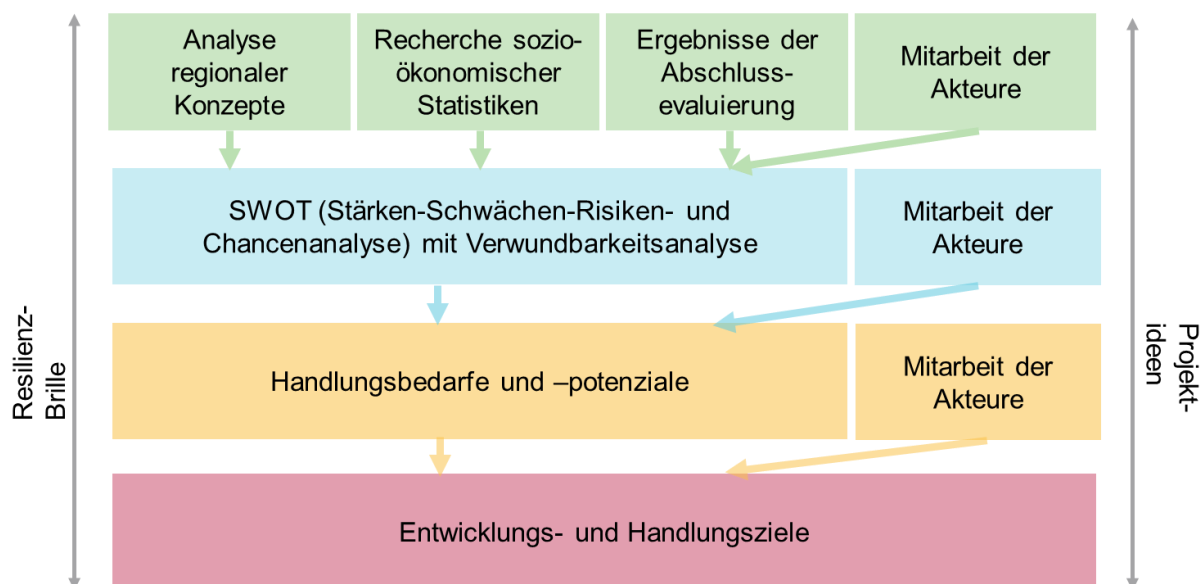 Analyse
regionaler
Konzepte
Recherche sozio-
ökonomischer
Statistiken
Ergebnisse der
Abschluss-
evaluierung
Mitarbeit der
Akteure
SWOT (Stärken-Schwächen-Risiken- und
Chancenanalyse) mit Verwundbarkeitsanalyse
Mitarbeit der
Akteure
Handlungsbedarfe und –potenziale
Mitarbeit der
Akteure
Entwicklungs- und Handlungsziele
Resilienz-
Brille
Projekt-
ideen